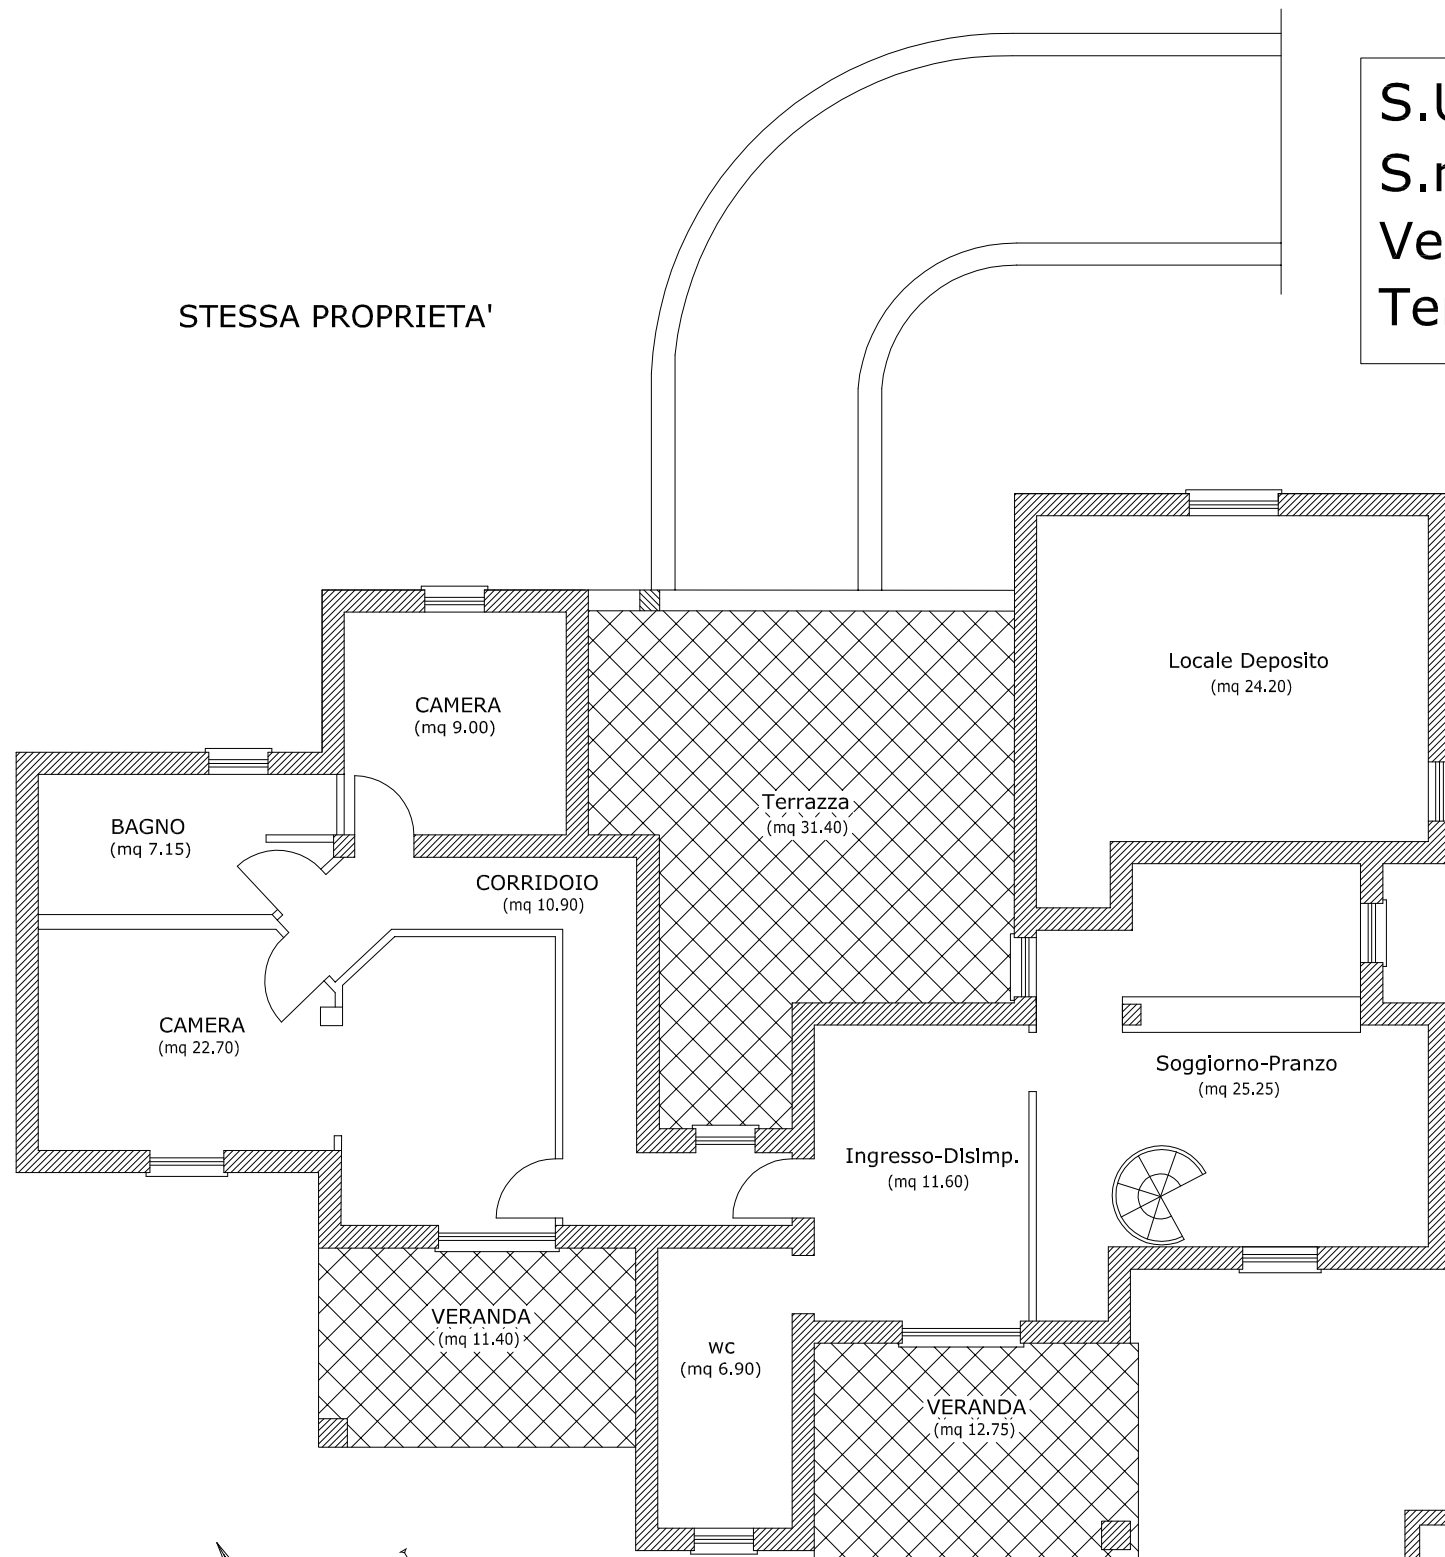 S.U
S.r
Ve
Te
STESSA PROPRIETA'
Locale Deposito
(mq 24.20)
CAMERA
(mq 9.00)
Terrazza
(mq 31.40)
BAGNO
(mq 7.15)
CORRIDOIO
(mq 10.90)
CAMERA
(mq 22.70)
Soggiorno-Pranzo
(mq 25.25)
Ingresso-Disimp.
(mq 11.60)
VERANDA
(mq 11.40)
wc
(mq 6.90)
VERANDA
(mq 12.75)